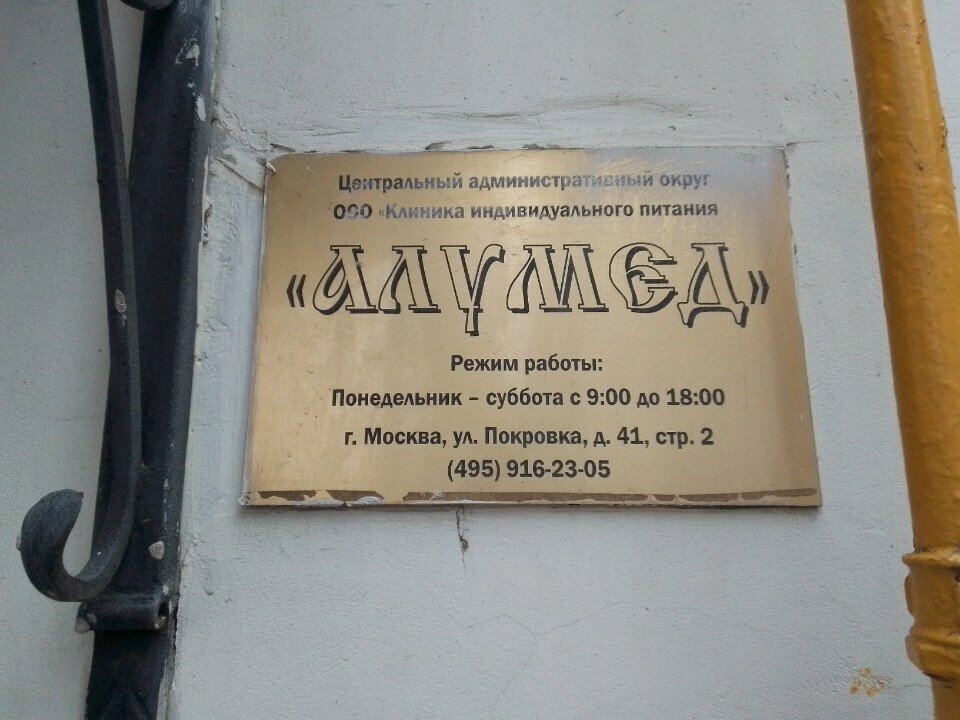 Центральный административный округ
ООО «Клиника индивидуального питания
«АЛУМЕД»
Режим работы:
Понедельник – суббота с 9:00 до 18:00
г. Москва, ул. Покровка, д. 41, стр. 2
(495) 916-23-05